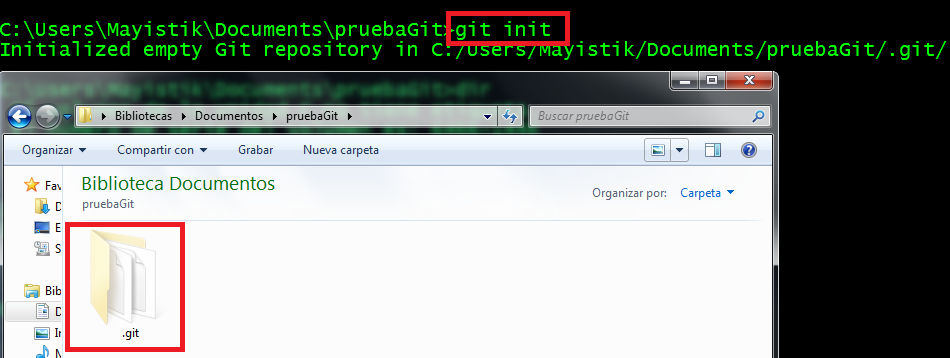 C:\Users\Mayistik\Documents\pruebaGit>git init
Initialized empty Git repository in C:/Users/Mayistik/Documents/pruebaGit/.git/
Bibliotecas Documentos pruebaGit
Buscar pruebaGit
Organizar Compartir con Grabar Nueva carpeta
Biblioteca Documentos
pruebaGit
Organizar por: Carpeta
Fav
D
E
S
Bib
D
In
.git